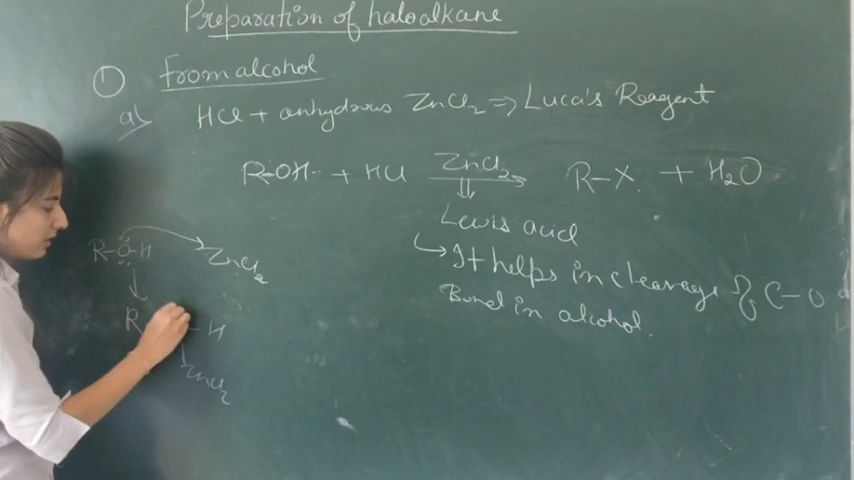 Preparation of haloalkane
① From alcohol
a) HCl + anhydrous ZnCl₂ ⇒ Luca's Reagent
R-OH + HCl ZnCl₂ → R-X + H₂O
⇓
Lewis acid
↳ It helps in cleavage of C-O
Bond in alcohol.
R-Ö-H → ZnCl₂
↓
R -H
|
ZnCl₂